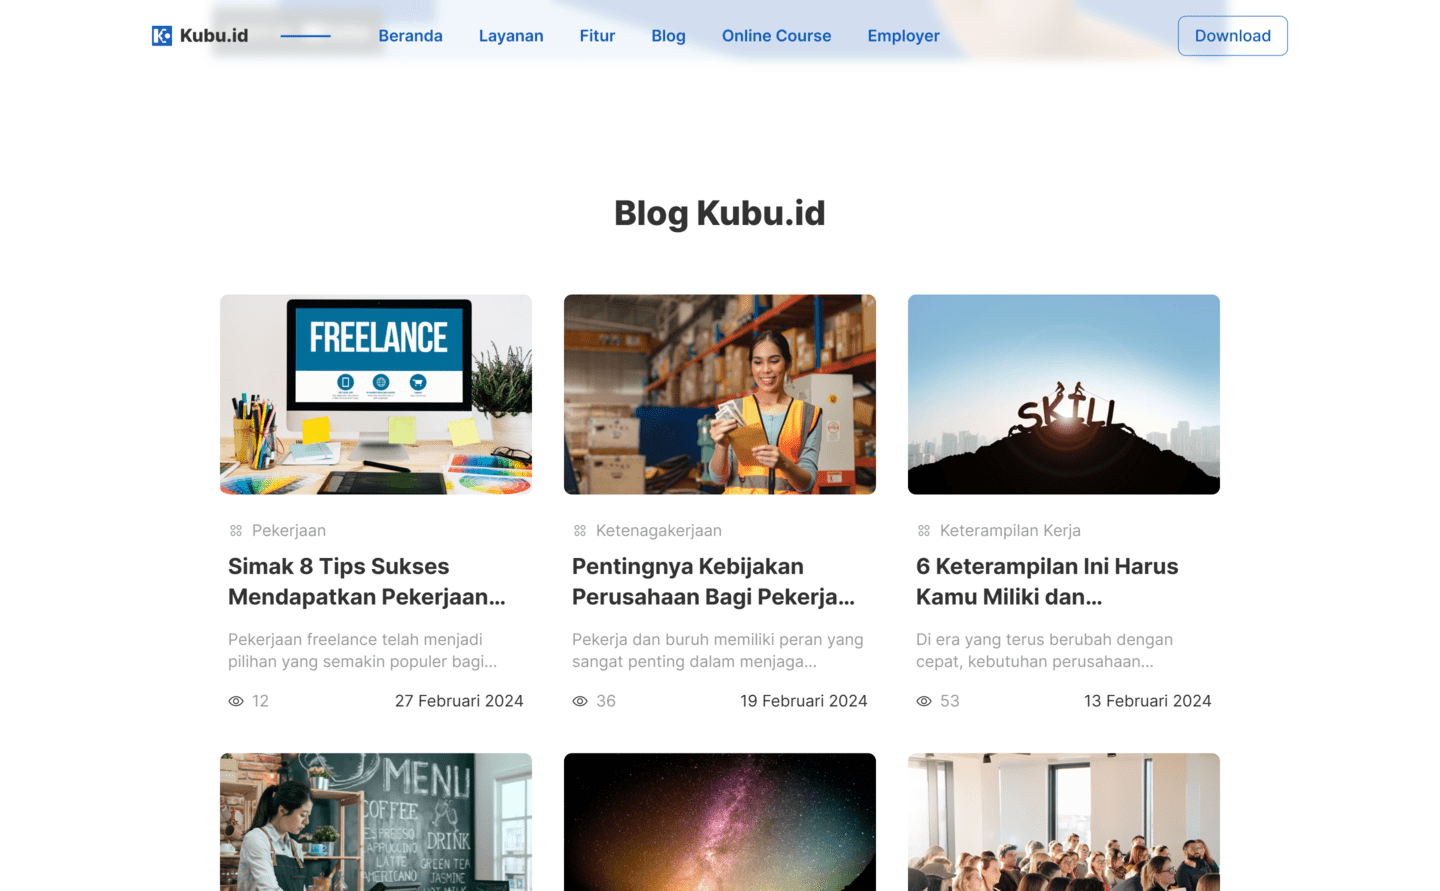 Kubu.id
Beranda
Layanan
Fitur
Blog
Online Course
Employer
Download
Blog Kubu.id
FREELANCE
SKILL
Pekerjaan
Ketenagakerjaan
Keterampilan Kerja
Simak 8 Tips Sukses
Mendapatkan Pekerjaan...
Pentingnya Kebijakan
Perusahaan Bagi Pekerja...
6 Keterampilan Ini Harus
Kamu Miliki dan...
Pekerjaan freelance telah menjadi
pilihan yang semakin populer bagi...
Pekerja dan buruh memiliki peran yang
sangat penting dalam menjaga...
Di era yang terus berubah dengan
cepat, kebutuhan perusahaan...
12
27 Februari 2024
36
19 Februari 2024
53
13 Februari 2024
MENU
COFFEE
ESPRESSO
CAPPUCCINO
LATTE
AMERICANO
DRINK
GREEN TEA
JASMINE